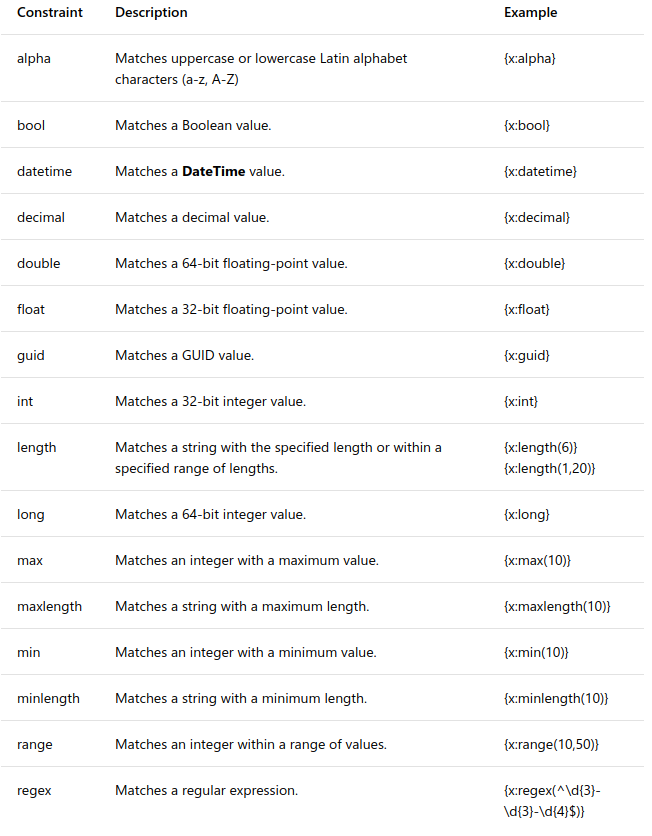 Constraint Description Example
alpha Matches uppercase or lowercase Latin alphabet {x:alpha}
characters (a-z, A-Z)
bool Matches a Boolean value. {x:bool}
datetime Matches a DateTime value. {x:datetime}
decimal Matches a decimal value. {x:decimal}
double Matches a 64-bit floating-point value. {x:double}
float Matches a 32-bit floating-point value. {x:float}
guid Matches a GUID value. {x:guid}
int Matches a 32-bit integer value. {x:int}
length Matches a string with the specified length or within a {x:length(6)}
specified range of lengths. {x:length(1,20)}
long Matches a 64-bit integer value. {x:long}
max Matches an integer with a maximum value. {x:max(10)}
maxlength Matches a string with a maximum length. {x:maxlength(10)}
min Matches an integer with a minimum value. {x:min(10)}
minlength Matches a string with a minimum length. {x:minlength(10)}
range Matches an integer within a range of values. {x:range(10,50)}
regex Matches a regular expression. {x:regex(^\d{3}-
\d{3}-\d{4}$)}